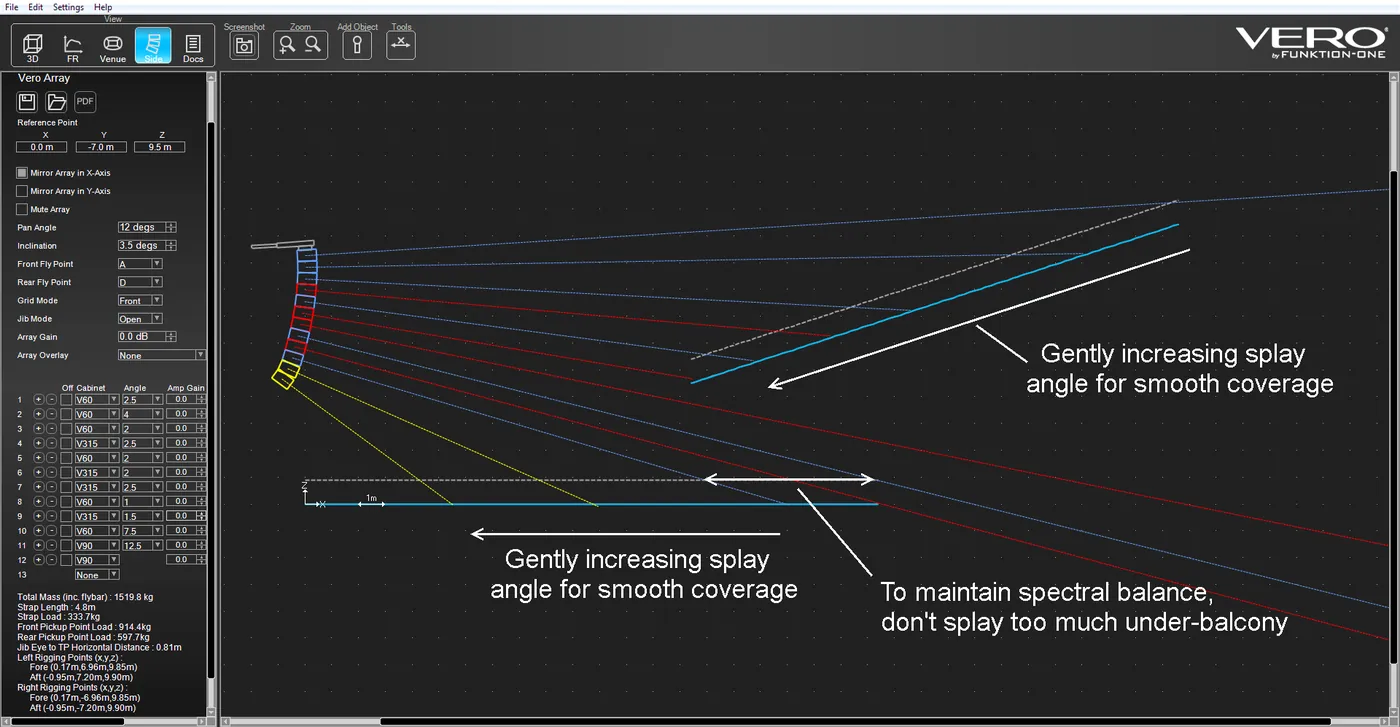 File Edit Settings Help
View
3D FR Venue Side Docs
Screenshot
Zoom
Add Object
Tools
VERO
by FUNKTION-ONE
Vero Array
PDF
Reference Point
X Y Z
0.0 m -7.0 m 9.5 m
Mirror Array in X-Axis
Mirror Array in Y-Axis
Mute Array
Pan Angle 12 degs
Inclination 3.5 degs
Front Fly Point A
Rear Fly Point D
Grid Mode Front
Jib Mode Open
Array Gain 0.0 dB
Array Overlay None
Off Cabinet Angle Amp Gain
1 + - V60 2.5 0.0
2 + - V60 4 0.0
3 + - V60 2 0.0
4 + - V315 2.5 0.0
5 + - V60 2 0.0
6 + - V315 2 0.0
7 + - V315 2.5 0.0
8 + - V60 1 0.0
9 + - V315 1.5 0.0
10 + - V60 7.5 0.0
11 + - V90 12.5 0.0
12 + - V90 0.0
13 None
Total Mass (inc. flybar) : 1519.8 kg
Strap Length : 4.8m
Strap Load : 333.7kg
Front Pickup Point Load : 914.4kg
Rear Pickup Point Load : 597.7kg
Jib Eye to TP Horizontal Distance : 0.81m
Left Rigging Points (x,y,z) :
Fore (0.17m,6.96m,9.85m)
Aft (-0.95m,7.20m,9.90m)
Right Rigging Points (x,y,z) :
Fore (0.17m,-6.96m,9.85m)
Aft (-0.95m,-7.20m,9.90m)
Gently increasing splay
angle for smooth coverage
Z
X
1m
Gently increasing splay
angle for smooth coverage
To maintain spectral balance,
don't splay too much under-balcony